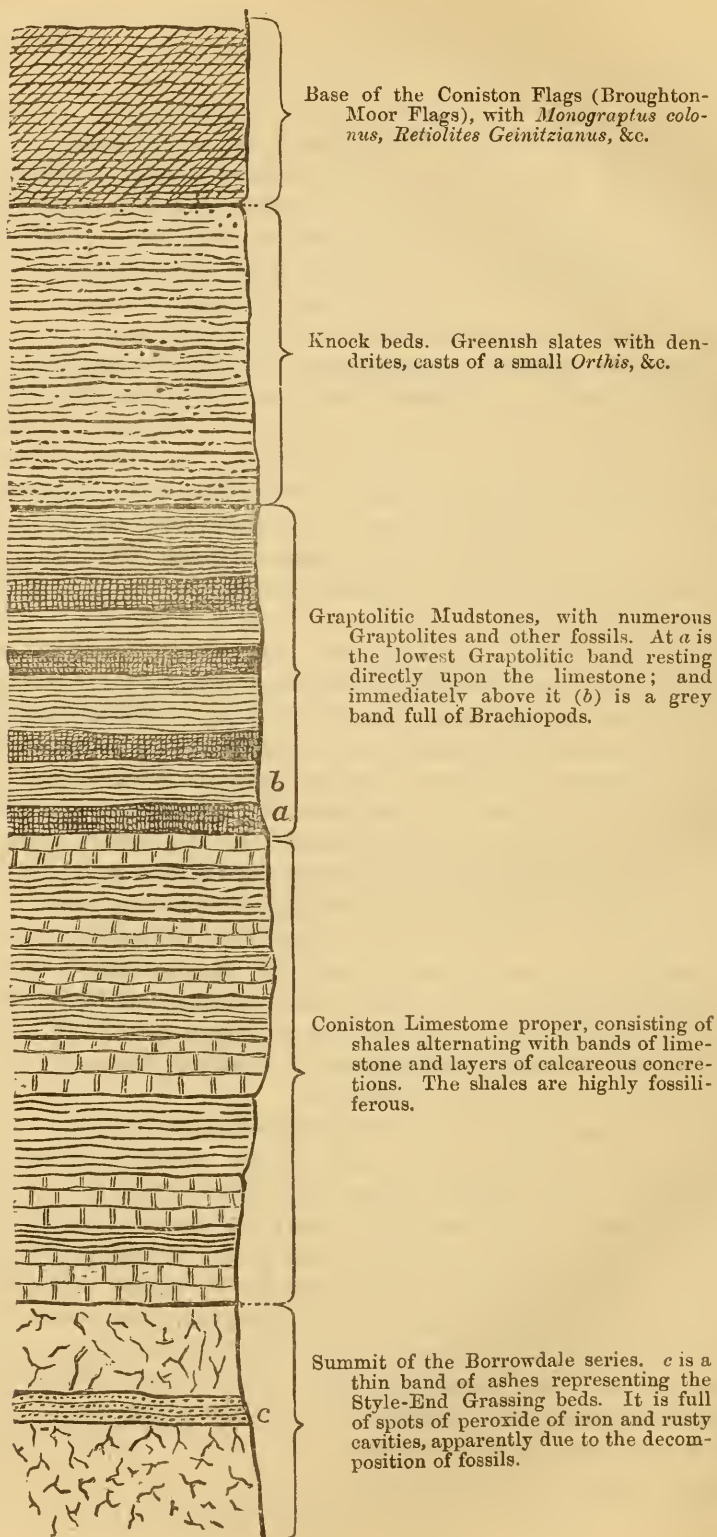 Base of the Coniston Flags (Broughton-
Moor Flags), with Monograptus colo-
nus, Retiolites Geinitzianus, &c.
Knock beds. Greenish slates with den-
drites, casts of a small Orthis, &c.
Graptolitic Mudstones, with numerous
Graptolites and other fossils. At a is
the lowest Graptolitic band resting
directly upon the limestone; and
immediately above it (b) is a grey
band full of Brachiopods.
b
a
Coniston Limestome proper, consisting of
shales alternating with bands of lime-
stone and layers of calcareous concre-
tions. The shales are highly fossili-
ferous.
Summit of the Borrowdale series. c is a
thin band of ashes representing the
Style-End Grassing beds. It is full
of spots of peroxide of iron and rusty
cavities, apparently due to the decom-
position of fossils.
c